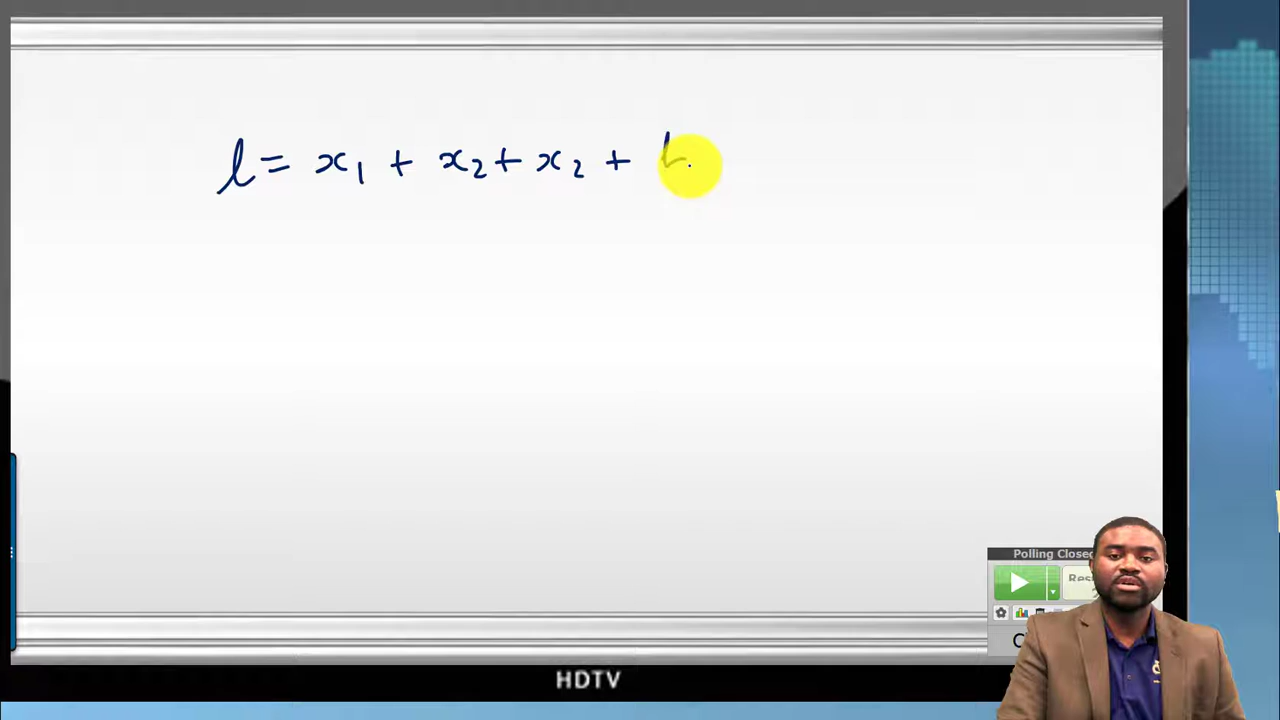 l = x₁ + x₂ + x₂ +
Polling Closed
HDTV